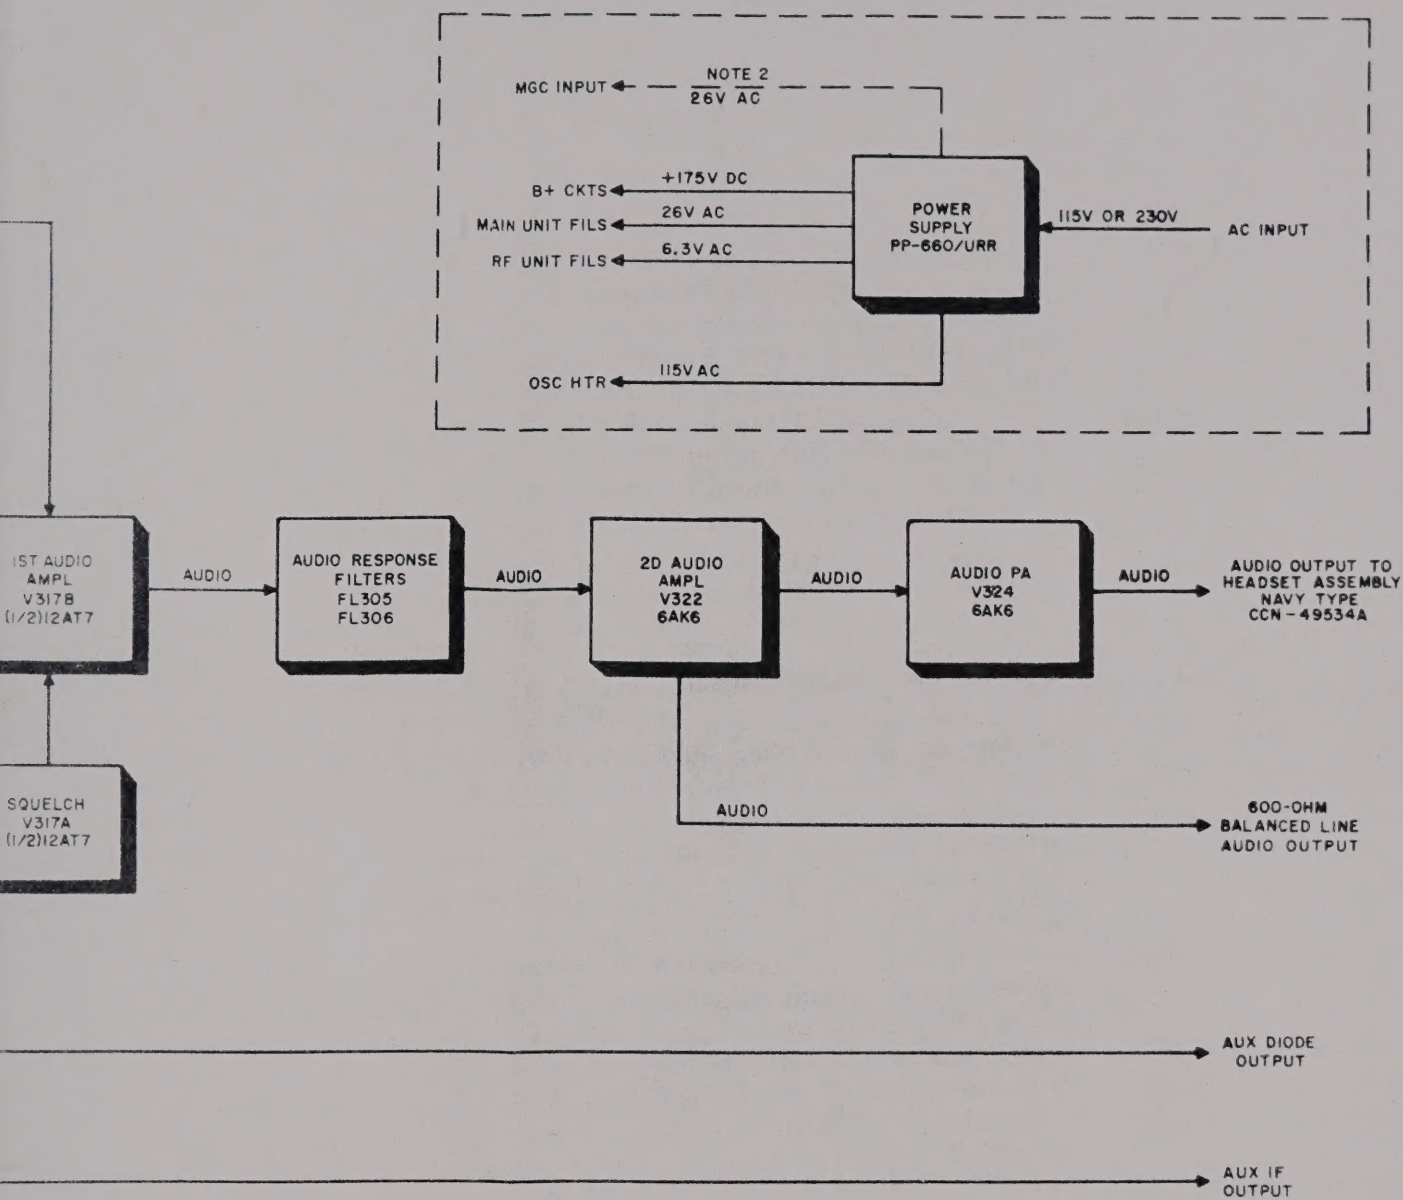 NOTE 2
MGC INPUT
26V AC
+175V DC
B+ CKTS
26V AC
MAIN UNIT FILS
6.3V AC
RF UNIT FILS
POWER
SUPPLY
PP-660/URR
115V OR 230V
AC INPUT
115V AC
OSC HTR
1ST AUDIO
AMPL
V317B
(1/2)12AT7
AUDIO
AUDIO RESPONSE
FILTERS
FL305
FL306
AUDIO
2D AUDIO
AMPL
V322
6AK6
AUDIO
AUDIO PA
V324
6AK6
AUDIO
AUDIO OUTPUT TO
HEADSET ASSEMBLY
NAVY TYPE
CCN-49534A
SQUELCH
V317A
(1/2)12AT7
AUDIO
600-OHM
BALANCED LINE
AUDIO OUTPUT
AUX DIODE
OUTPUT
AUX IF
OUTPUT